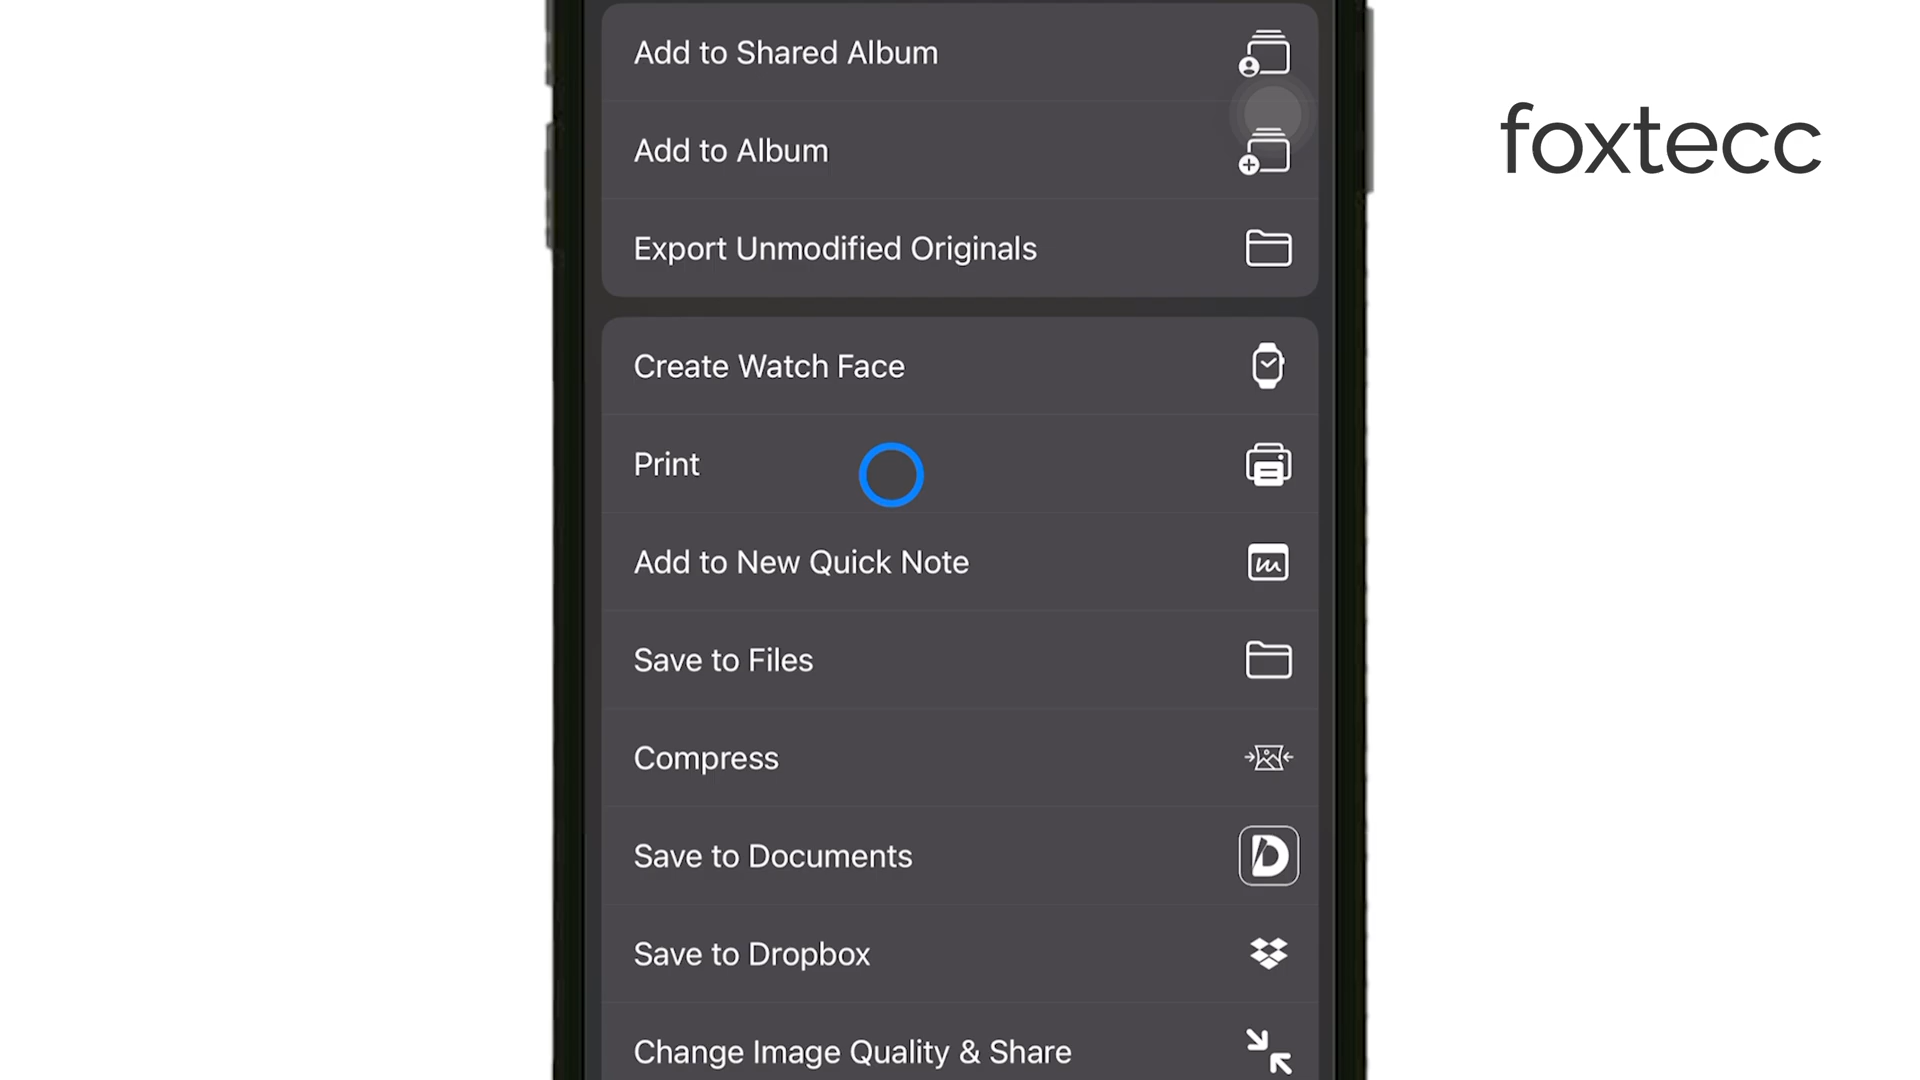 Add to Shared Album
foxtecc
Add to Album
Export Unmodified Originals
Create Watch Face
Print
Add to New Quick Note
Save to Files
Compress
Save to Documents
Save to Dropbox
Change Image Quality & Share